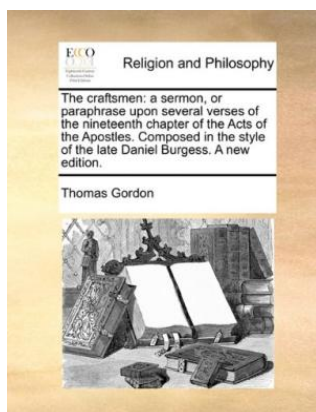 ECCO
Religion and Philosophy
The craftsmen: a sermon, or
paraphrase upon several verses of
the nineteenth chapter of the Acts of
the Apostles. Composed in the style
of the late Daniel Burgess. A new
edition.
Thomas Gordon